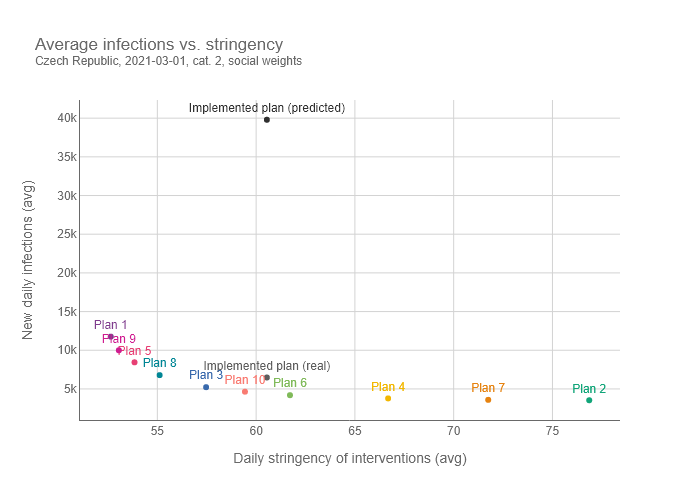 Average infections vs. stringency
Czech Republic, 2021-03-01, cat. 2, social weights
Implemented plan (predicted)
40k
35k
30k
25k
20k
15k
10k
5k
New daily infections (avg)
Plan 1
Plan 9
Plan 5
Plan 8
Implemented plan (real)
Plan 3
Plan 10
Plan 6
Plan 4
Plan 7
Plan 2
55
60
65
70
75
Daily stringency of interventions (avg)